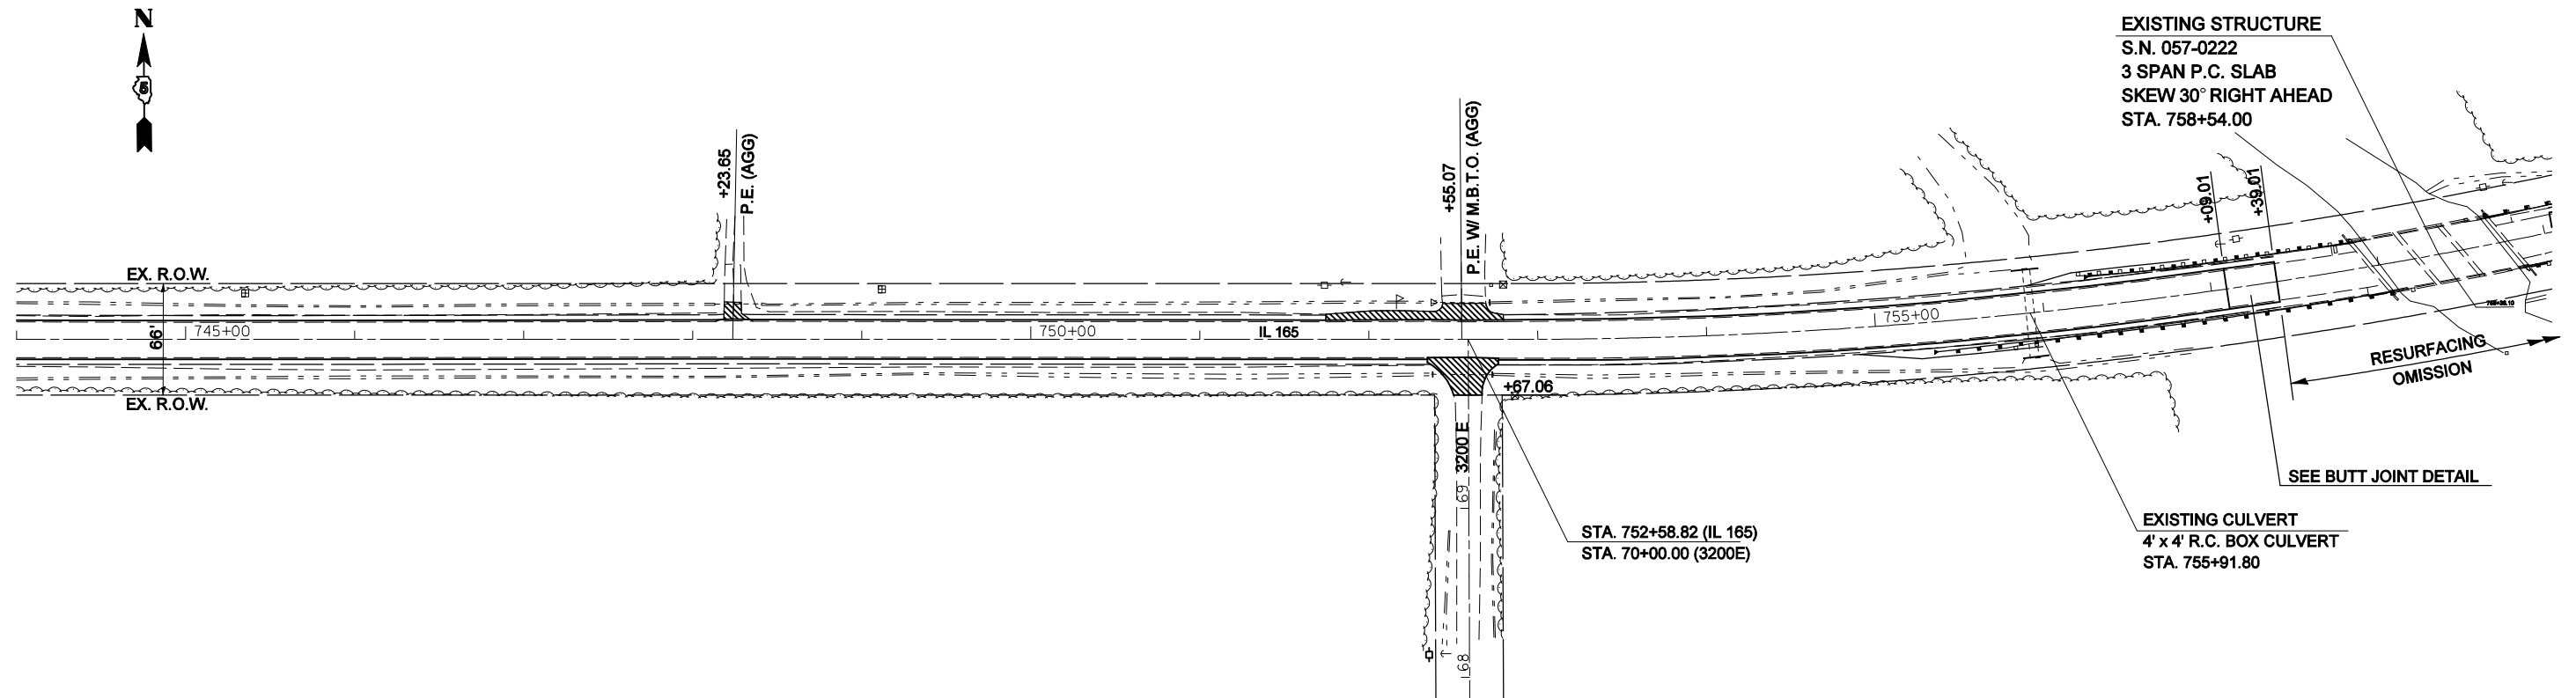 N
5
EXISTING STRUCTURE
S.N. 057-0222
3 SPAN P.C. SLAB
SKEW 30° RIGHT AHEAD
STA. 758+54.00
+23.65
P.E. (AGG)
+55.07
P.E. W/ M.B.T.O. (AGG)
+09.01
+39.01
EX. R.O.W.
66'
745+00
750+00
IL 165
755+00
EX. R.O.W.
+67.06
RESURFACING
OMISSION
3200 E
69
68
SEE BUTT JOINT DETAIL
STA. 752+58.82 (IL 165)
STA. 70+00.00 (3200E)
EXISTING CULVERT
4' x 4' R.C. BOX CULVERT
STA. 755+91.80